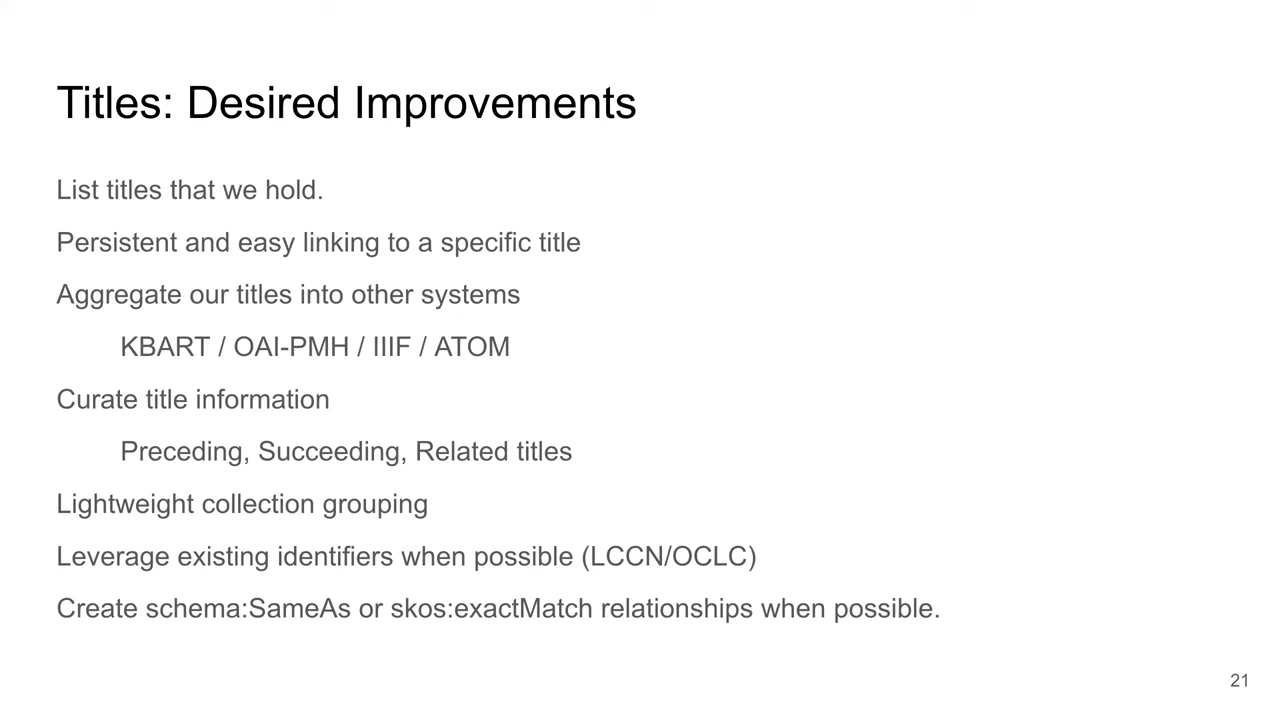 Titles: Desired Improvements
List titles that we hold.
Persistent and easy linking to a specific title
Aggregate our titles into other systems
KBART / OAI-PMH / IIIF / ATOM
Curate title information
Preceding, Succeeding, Related titles
Lightweight collection grouping
Leverage existing identifiers when possible (LCCN/OCLC)
Create schema:SameAs or skos:exactMatch relationships when possible.
21